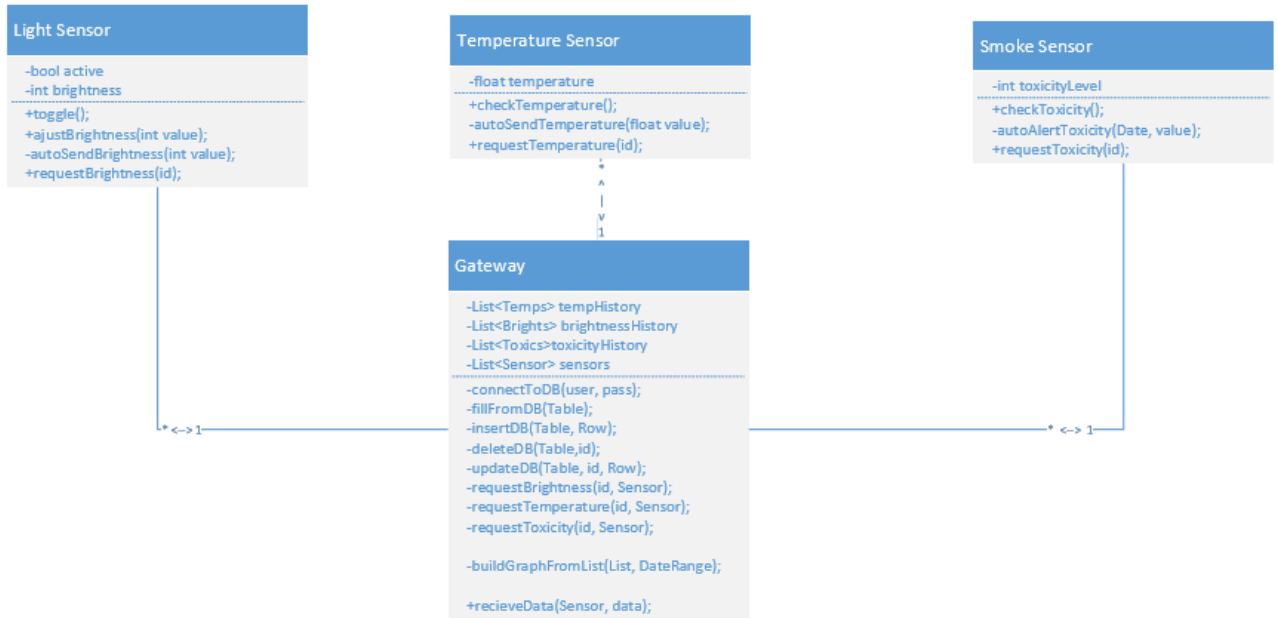 Light Sensor
-bool active
-int brightness
+toggle();
+ajustBrightness(int value);
-autoSendBrightness(int value);
+requestBrightness(id);
Temperature Sensor
-float temperature
+checkTemperature();
-autoSendTemperature(float value);
+requestTemperature(id);
Smoke Sensor
-int toxicityLevel
+checkToxicity();
-autoAlertToxicity(Date, value);
+requestToxicity(id);
*
^
|
v
1
Gateway
-List<Temps> tempHistory
-List<Brights> brightnessHistory
-List<Toxics>toxicityHistory
-List<Sensor> sensors
-connectToDB(user, pass);
-fillFromDB(Table);
-insertDB(Table, Row);
-deleteDB(Table,id);
-updateDB(Table, id, Row);
-requestBrightness(id, Sensor);
-requestTemperature(id, Sensor);
-requestToxicity(id, Sensor);
-buildGraphFromList(List, DateRange);
+recieveData(Sensor, data);
* <--> 1
* <--> 1